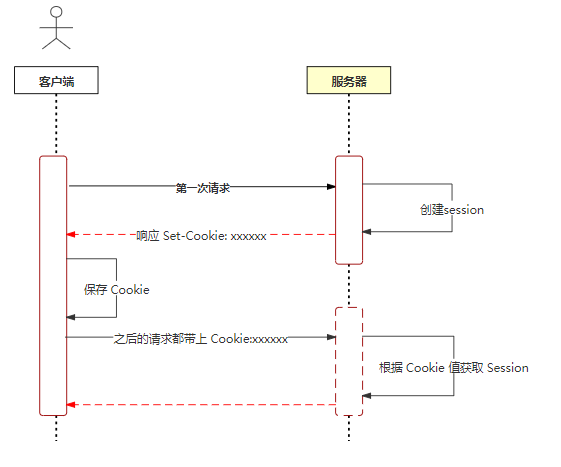 客户端
服务器
第一次请求
创建session
响应 Set-Cookie: xxxxxx
保存 Cookie
之后的请求都带上 Cookie:xxxxxx
根据 Cookie 值获取 Session